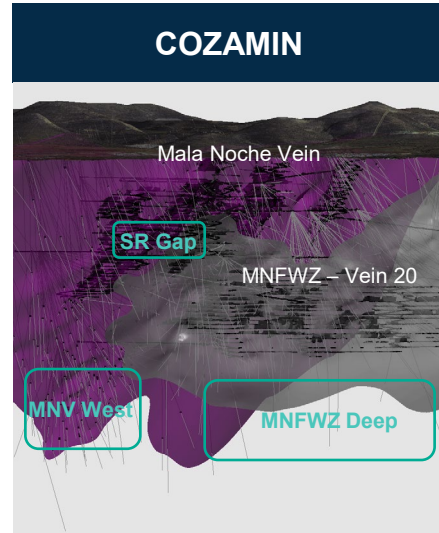 COZAMIN
Mala Noche Vein
SR Gap
MNFWZ – Vein 20
MNV West
MNFWZ Deep